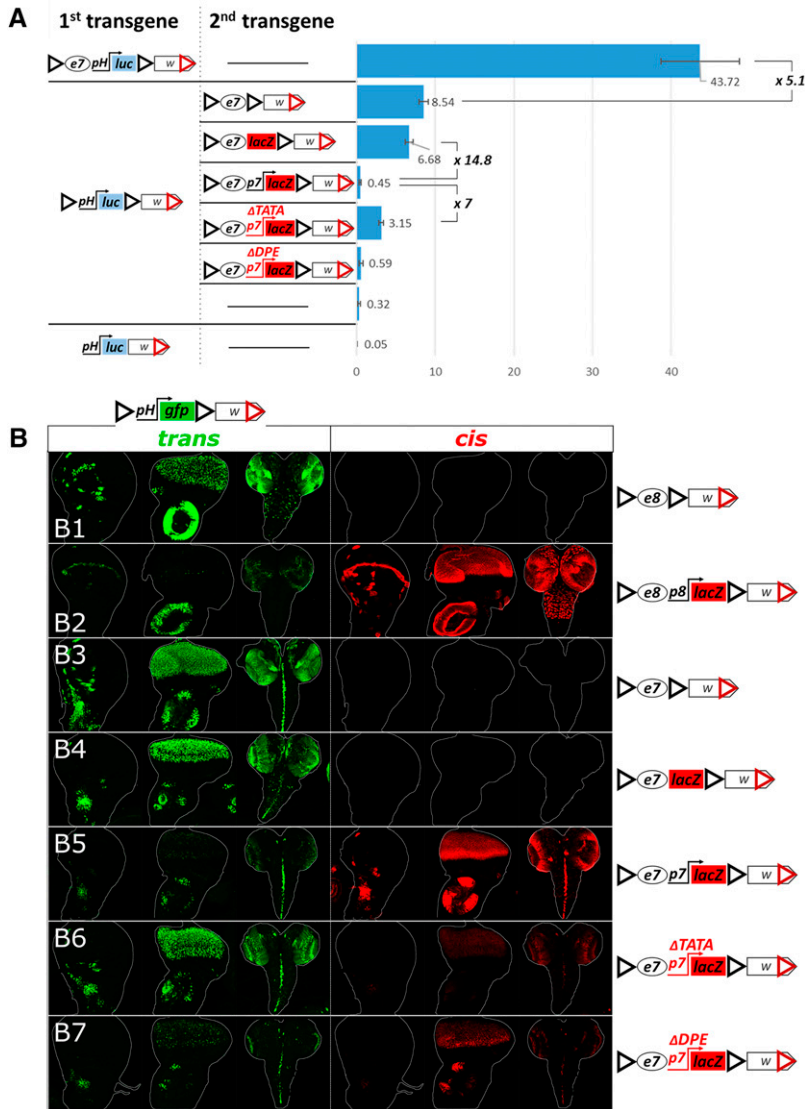 A
1st transgene 2nd transgene
e7 pH luc w
43.72
x 5.1
e7 w
8.54
e7 lacZ w
6.68
x 14.8
pH luc w
e7 p7 lacZ w
0.45
x 7
ΔTATA
e7 p7 lacZ w
3.15
ΔDPE
e7 p7 lacZ w
0.59
0.32
pH luc w
0.05
0 10 20 30 40
pH gfp w
B
trans cis
B1
e8 w
B2
e8 p8 lacZ w
B3
e7 w
B4
e7 lacZ w
B5
e7 p7 lacZ w
B6
ΔTATA
e7 p7 lacZ w
B7
ΔDPE
e7 p7 lacZ w